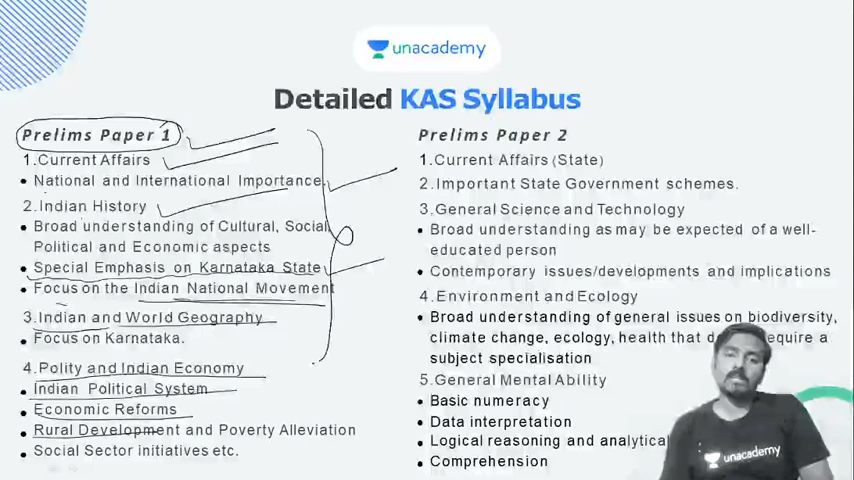 unacademy
Detailed KAS Syllabus
Prelims Paper 1
1.Current Affairs
• National and International Importance.
2.Indian History
• Broad understanding of Cultural, Social,
Political and Economic aspects
• Special Emphasis on Karnataka State
• Focus on the Indian National Movement
3.Indian and World Geography
• Focus on Karnataka.
4.Polity and Indian Economy
• Indian Political System
• Economic Reforms
• Rural Development and Poverty Alleviation
• Social Sector initiatives etc.
Prelims Paper 2
1.Current Affairs (State)
2.Important State Government schemes.
3.General Science and Technology
• Broad understanding as may be expected of a well-
educated person
• Contemporary issues/developments and implications
4.Environment and Ecology
• Broad understanding of general issues on biodiversity,
climate change, ecology, health that require a
subject specialisation
5.General Mental Ability
• Basic numeracy
• Data interpretation
• Logical reasoning and analytical
• Comprehension
unacademy